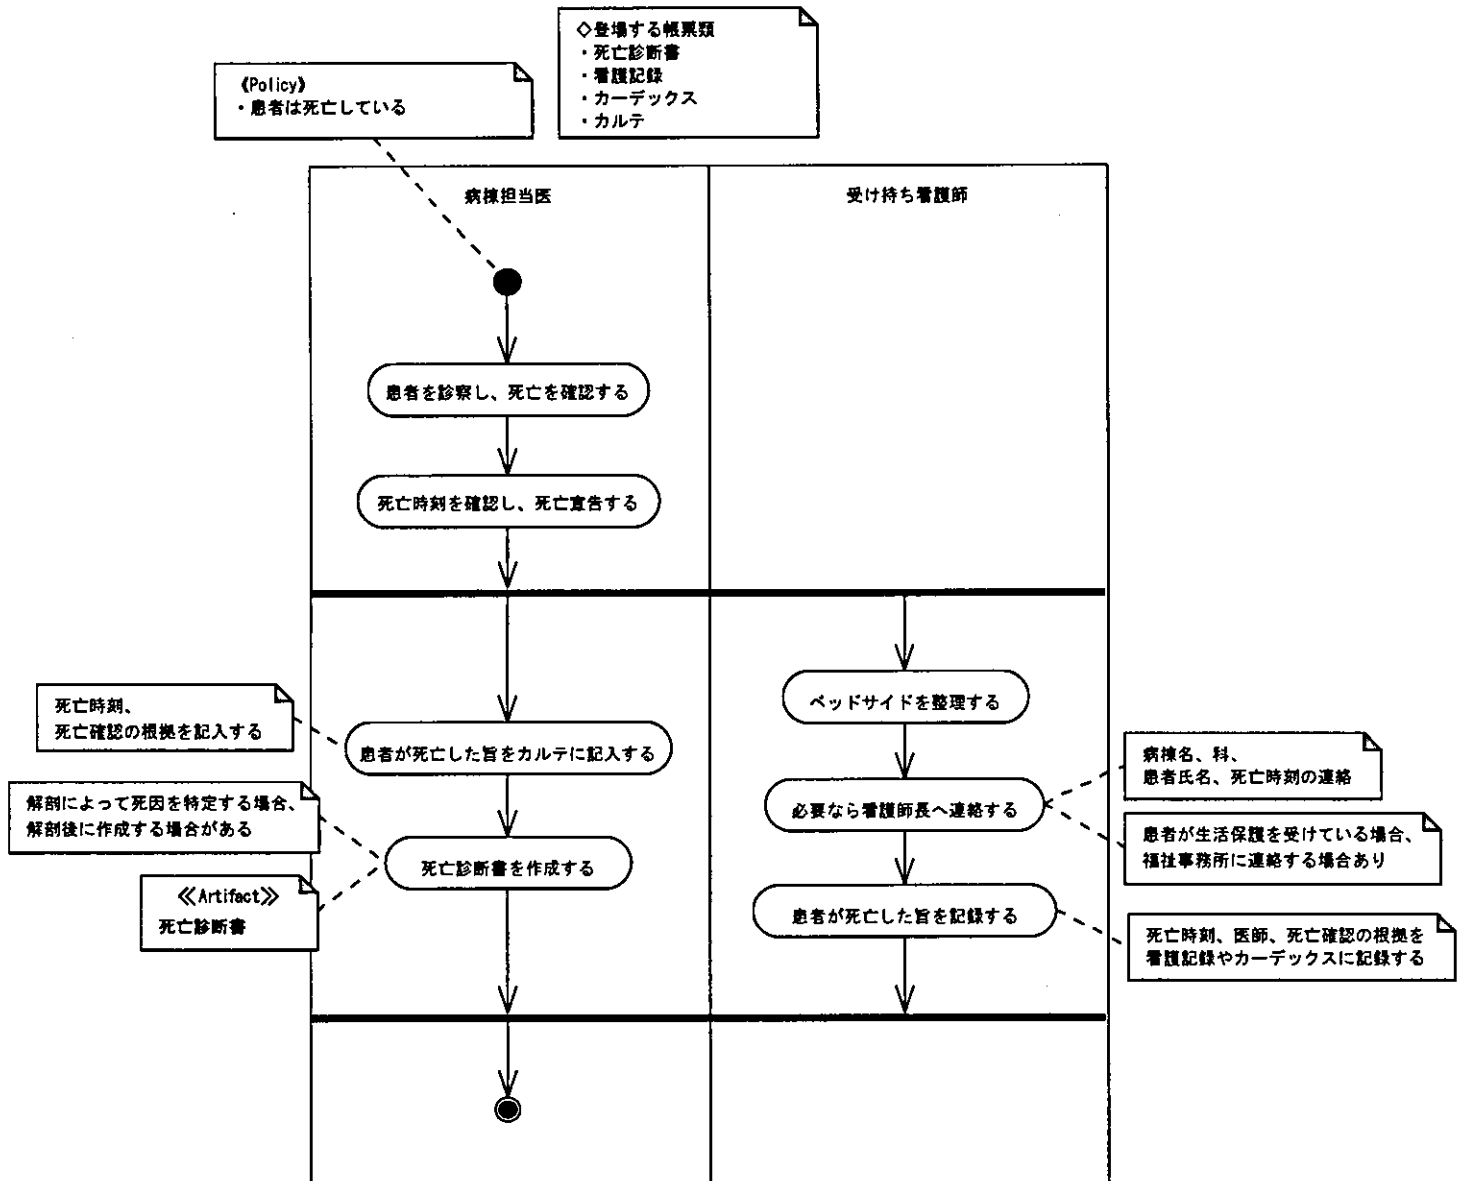 ◇登場する帳票類
・死亡診断書
・看護記録
・カーデックス
・カルテ
《Policy》
・患者は死亡している
病棟担当医
受け持ち看護師
患者を診察し、死亡を確認する
死亡時刻を確認し、死亡宣告する
死亡時刻、
死亡確認の根拠を記入する
患者が死亡した旨をカルテに記入する
解剖によって死因を特定する場合、
解剖後に作成する場合がある
死亡診断書を作成する
≪Artifact≫
死亡診断書
ベッドサイドを整理する
病棟名、科、
患者氏名、死亡時刻の連絡
必要なら看護師長へ連絡する
患者が生活保護を受けている場合、
福祉事務所に連絡する場合あり
患者が死亡した旨を記録する
死亡時刻、医師、死亡確認の根拠を
看護記録やカーデックスに記録する